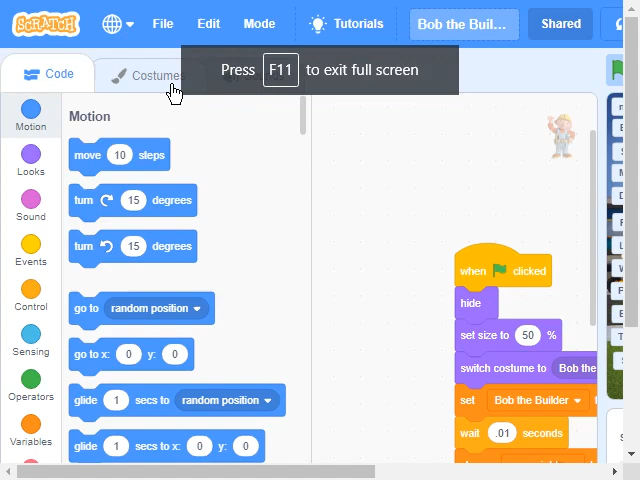 SCRATCH File Edit Mode Tutorials Bob the Buil... Shared
Press F11 to exit full screen
Code Costumes
Motion
Motion
Looks
Sound
Events
Control
Sensing
Operators
Variables
move 10 steps
turn 15 degrees
turn 15 degrees
go to random position
go to x: 0 y: 0
glide 1 secs to random position
glide 1 secs to x: 0 y: 0
when clicked
hide
set size to 50 %
switch costume to Bob the
set Bob the Builder
wait .01 seconds